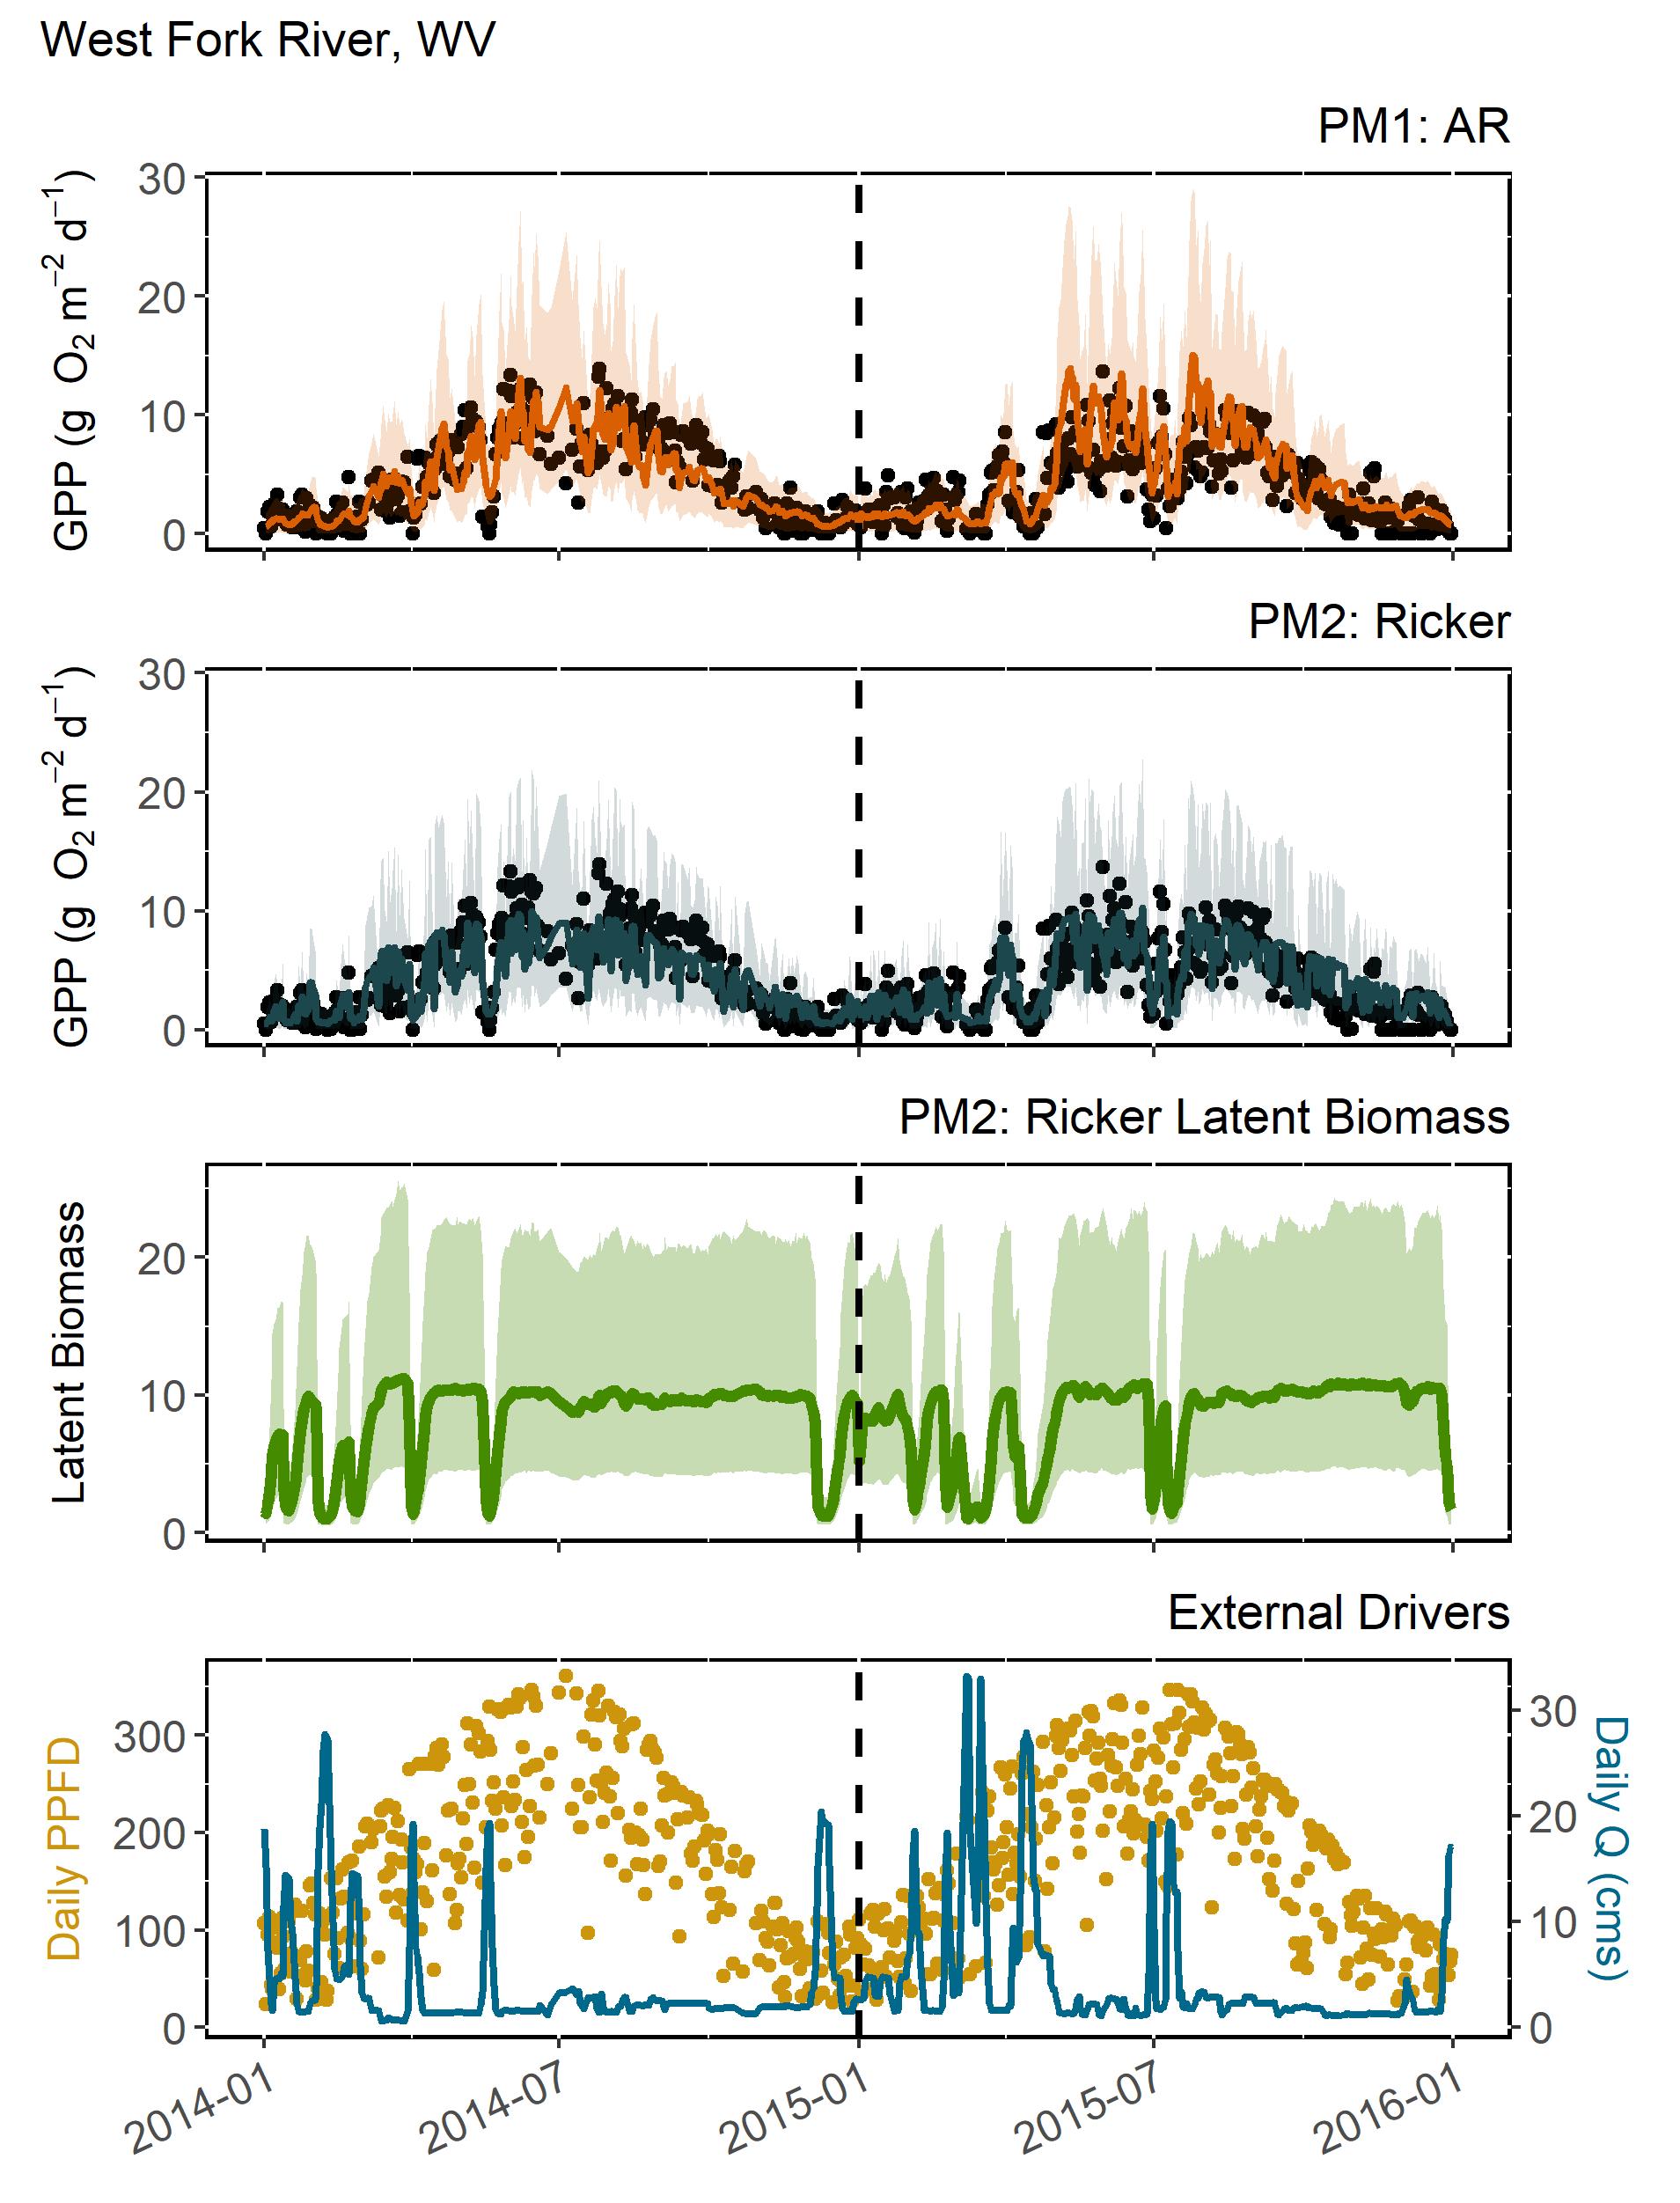 West Fork River, WV
PM1: AR
GPP (g O₂ m⁻² d⁻¹)
30
20
10
0
PM2: Ricker
GPP (g O₂ m⁻² d⁻¹)
30
20
10
0
PM2: Ricker Latent Biomass
Latent Biomass
20
10
0
External Drivers
Daily PPFD
300
200
100
0
30
20
10
0
Daily Q (cms)
2014-01
2014-07
2015-01
2015-07
2016-01